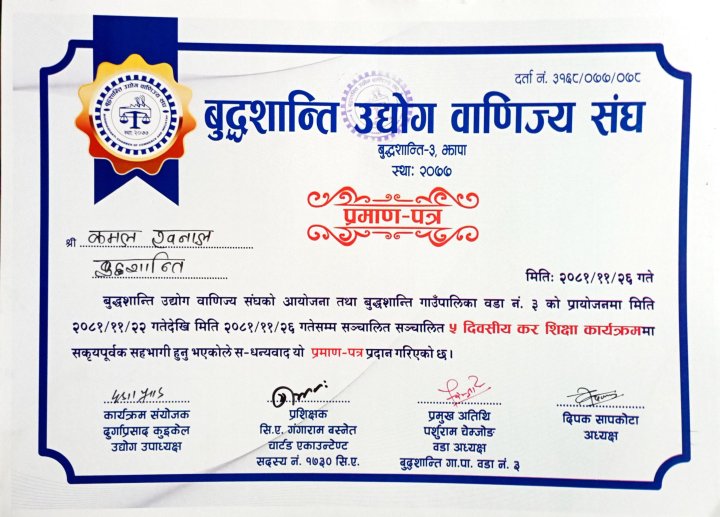 दर्ता नं. ३१६८/०७७/०७८
बुद्धशान्ति उद्योग वाणिज्य संघ
बुद्धशान्ति-३, झापा
स्था: २०७७
प्रमाण-पत्र
श्री कमल खनाल
बुद्धशान्ति
मिति: २०८१/११/२६ गते
बुद्धशान्ति उद्योग वाणिज्य संघको आयोजना तथा बुद्धशान्ति गाउँपालिका वडा नं. ३ को प्रायोजनमा मिति
२०८१/११/२२ गतेदेखि मिति २०८१/११/२६ गतेसम्म सञ्चालित सञ्चालित ५ दिवसीय कर शिक्षा कार्यक्रममा
सकृयपूर्वक सहभागी हुनु भएकोले स-धन्यवाद यो प्रमाण-पत्र प्रदान गरिएको छ।
कार्यक्रम संयोजक
दुर्गाप्रसाद कुइकेल
उद्योग उपाध्यक्ष
प्रशिक्षक
सि.ए. गंगाराम बस्नेत
चार्टड एकाउन्टेण्ट
सदस्य नं. १७३० सि.ए.
प्रमुख अतिथि
पर्शुराम चेम्जोङ
वडा अध्यक्ष
बुद्धशान्ति गा.पा. वडा नं. ३
दिपक सापकोटा
अध्यक्ष